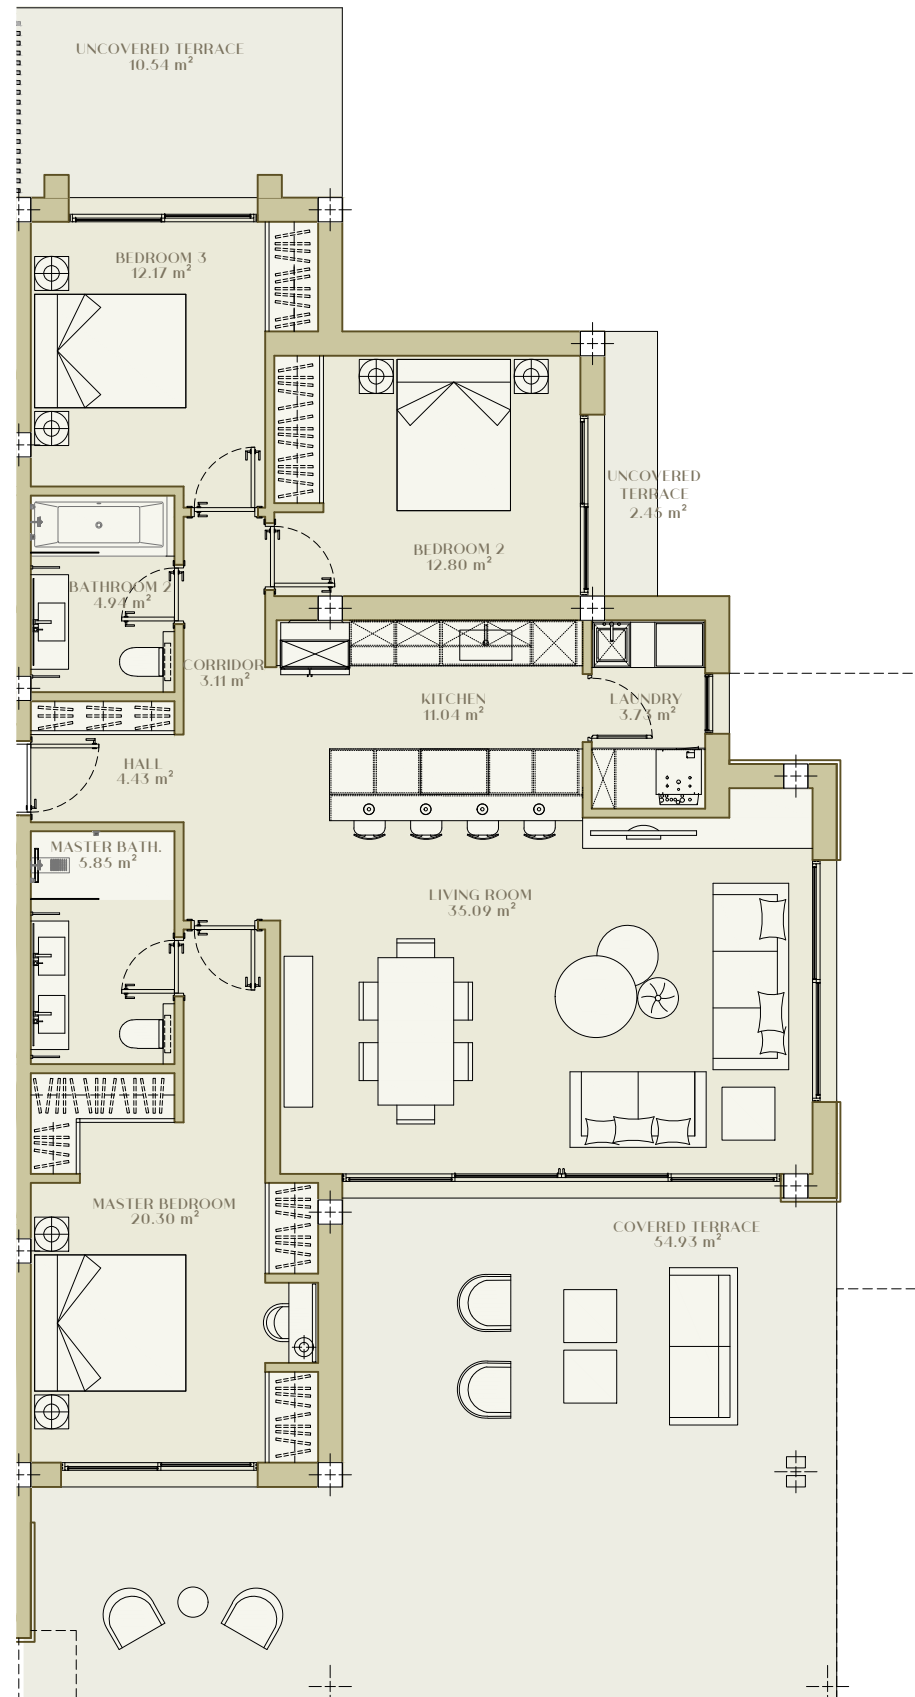 UNCOVERED TERRACE
10.54 m²
BEDROOM 3
12.17 m²
UNCOVERED
TERRACE
2.45 m²
BEDROOM 2
12.80 m²
BATHROOM 2
4.94 m²
CORRIDOR
3.11 m²
KITCHEN
11.04 m²
LAUNDRY
3.73 m²
HALL
4.43 m²
MASTER BATH.
5.85 m²
LIVING ROOM
35.09 m²
MASTER BEDROOM
20.30 m²
COVERED TERRACE
54.93 m²